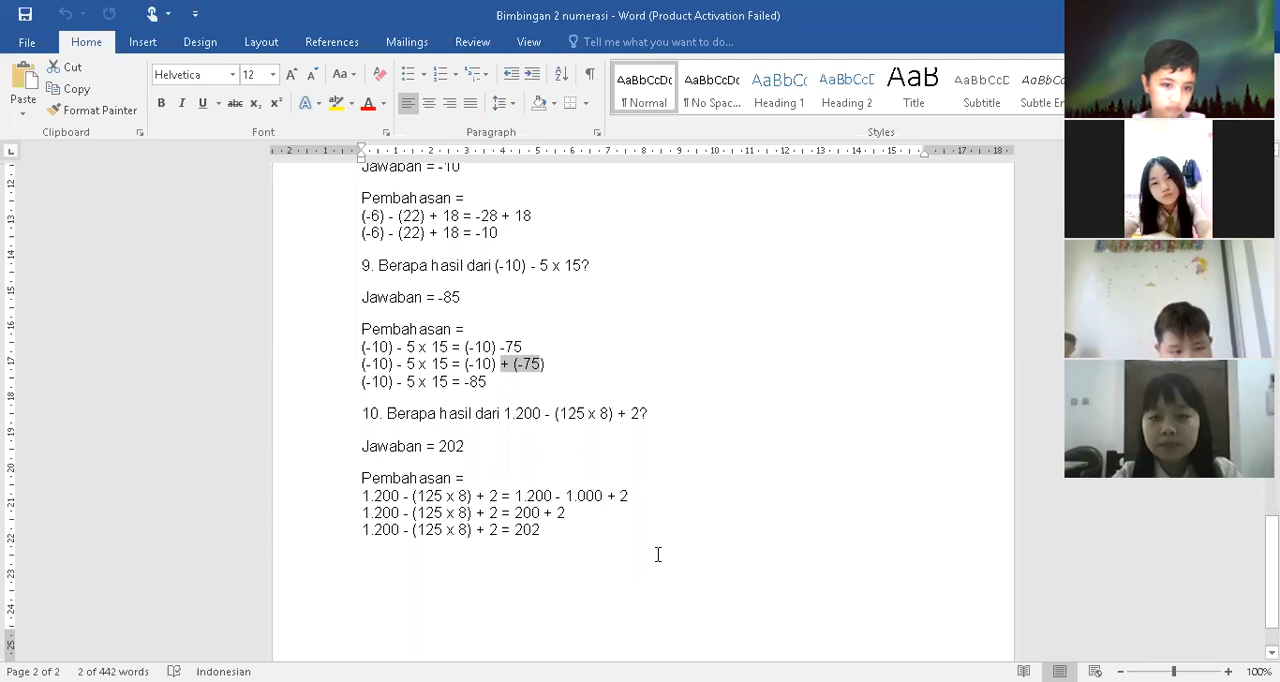 Bimbingan 2 numerasi - Word (Product Activation Failed)
File Home Insert Design Layout References Mailings Review View Tell me what you want to do...
Paste Cut Copy Format Painter
Clipboard
Helvetica 12
Font
Paragraph
AaBbCcDc ¶ Normal
AaBbCcDc ¶ No Spac...
AaBbCc Heading 1
AaBbCcE Heading 2
AaB Title
AaBbCcD Subtitle
AaBbCcD Subtle Em
Styles
Jawaban = -10
Pembahasan =
(-6) - (22) + 18 = -28 + 18
(-6) - (22) + 18 = -10
9. Berapa hasil dari (-10) - 5 x 15?
Jawaban = -85
Pembahasan =
(-10) - 5 x 15 = (-10) -75
(-10) - 5 x 15 = (-10) + (-75)
(-10) - 5 x 15 = -85
10. Berapa hasil dari 1.200 - (125 x 8) + 2?
Jawaban = 202
Pembahasan =
1.200 - (125 x 8) + 2 = 1.200 - 1.000 + 2
1.200 - (125 x 8) + 2 = 200 + 2
1.200 - (125 x 8) + 2 = 202
Page 2 of 2 2 of 442 words Indonesian 100%